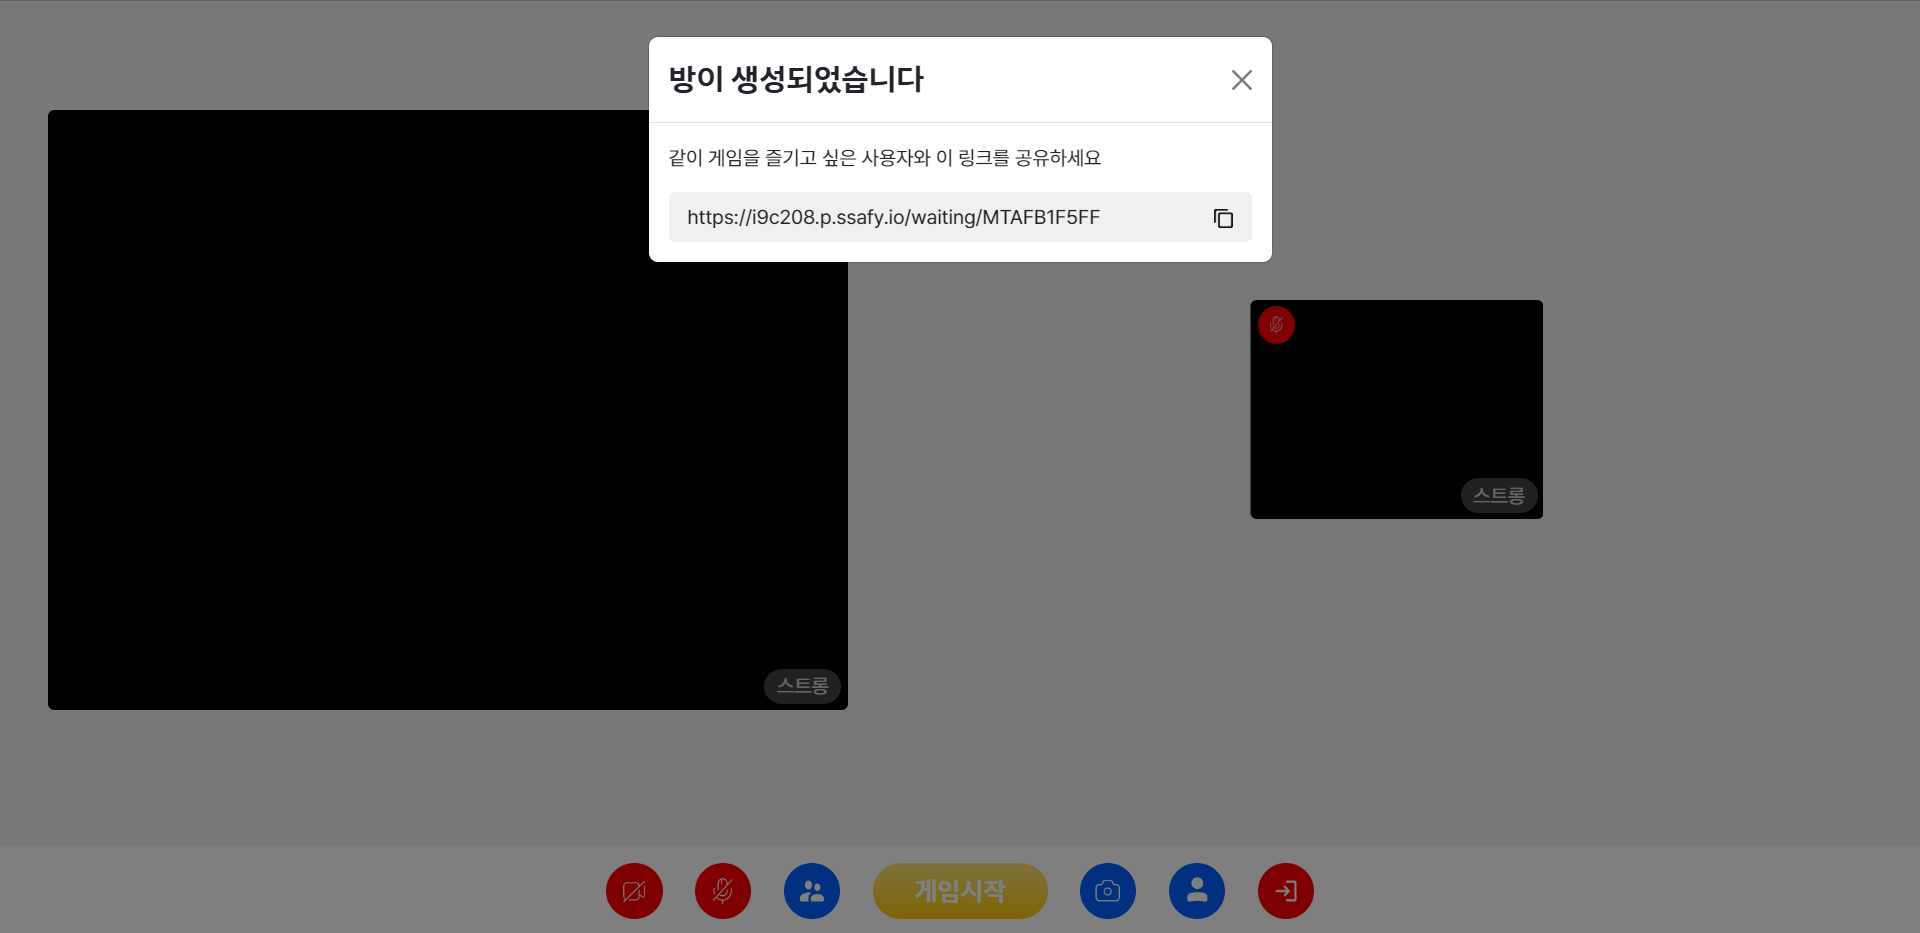 방이 생성되었습니다
같이 게임을 즐기고 싶은 사용자와 이 링크를 공유하세요
https://i9c208.p.ssafy.io/waiting/MTAFB1F5FF
스트롱
스트롱
게임시작